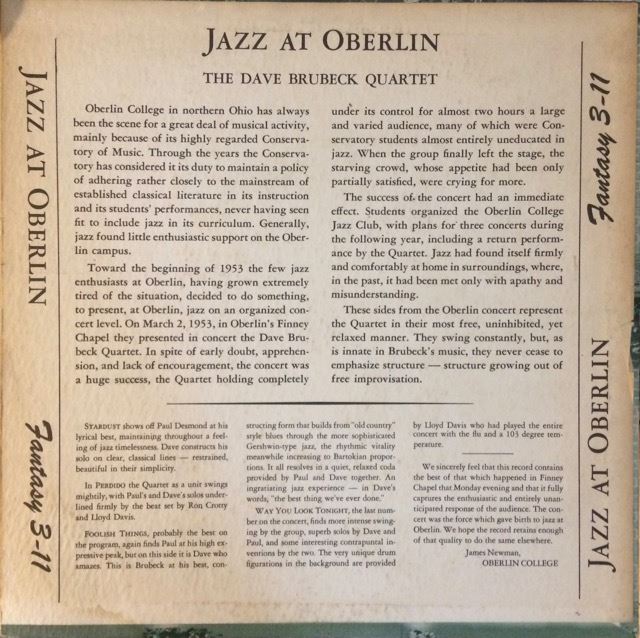 JAZZ AT OBERLIN
THE DAVE BRUBECK QUARTET
JAZZ AT OBERLIN
Fantasy 3-11
Oberlin College in northern Ohio has always
been the scene for a great deal of musical activity,
mainly because of its highly regarded Conserva-
tory of Music. Through the years the Conserva-
tory has considered it its duty to maintain a policy
of adhering rather closely to the mainstream of
established classical literature in its instruction
and its students' performances, never having seen
fit to include jazz in its curriculum. Generally,
jazz found little enthusiastic support on the Ober-
lin campus.
Toward the beginning of 1953 the few jazz
enthusiasts at Oberlin, having grown extremely
tired of the situation, decided to do something,
to present, at Oberlin, jazz on an organized con-
cert level. On March 2, 1953, in Oberlin's Finney
Chapel they presented in concert the Dave Bru-
beck Quartet. In spite of early doubt, apprehen-
sion, and lack of encouragement, the concert was
a huge success, the Quartet holding completely
under its control for almost two hours a large
and varied audience, many of which were Con-
servatory students almost entirely uneducated in
jazz. When the group finally left the stage, the
starving crowd, whose appetite had been only
partially satisfied, were crying for more.
The success of the concert had an immediate
effect. Students organized the Oberlin College
Jazz Club, with plans for three concerts during
the following year, including a return perform-
ance by the Quartet. Jazz had found itself firmly
and comfortably at home in surroundings, where,
in the past, it had been met only with apathy and
misunderstanding.
These sides from the Oberlin concert represent
the Quartet in their most free, uninhibited, yet
relaxed manner. They swing constantly, but, as
is innate in Brubeck's music, they never cease to
emphasize structure — structure growing out of
free improvisation.
STARDUST shows off Paul Desmond at his
lyrical best, maintaining throughout a feel-
ing of jazz timelessness. Dave constructs his
solo on clear, classical lines — restrained,
beautiful in their simplicity.
In PERDIDO the Quartet as a unit swings
mightily, with Paul's and Dave's solos under-
lined firmly by the beat set by Ron Crotty
and Lloyd Davis.
FOOLISH THINGS, probably the best on
the program, again finds Paul at his high ex-
pressive peak, but on this side it is Dave who
amazes. This is Brubeck at his best, con-
structing form that builds from "old country"
style blues through the more sophisticated
Gershwin-type jazz, the rhythmic vitality
meanwhile increasing to Bartokian propor-
tions. It all resolves in a quiet, relaxed coda
provided by Paul and Dave together. An
ingratiating jazz experience — in Dave's
words, "the best thing we've ever done."
WAY YOU LOOK TONIGHT, the last num-
ber on the concert, finds more intense swing-
ing by the group, superb solos by Dave and
Paul, and some interesting contrapuntal in-
ventions by the two. The very unique drum
figurations in the background are provided
by Lloyd Davis who had played the entire
concert with the flu and a 103 degree tem-
perature.
We sincerely feel that this record contains
the best of that which happened in Finney
Chapel that Monday evening and that it fully
captures the enthusiastic and entirely unan-
ticipated response of the audience. The con-
cert was the force which gave birth to jazz at
Oberlin. We hope the record retains enough
of that quality to do the same elsewhere.
James Newman,
OBERLIN COLLEGE
Fantasy 3-11
JAZZ AT OBERLIN